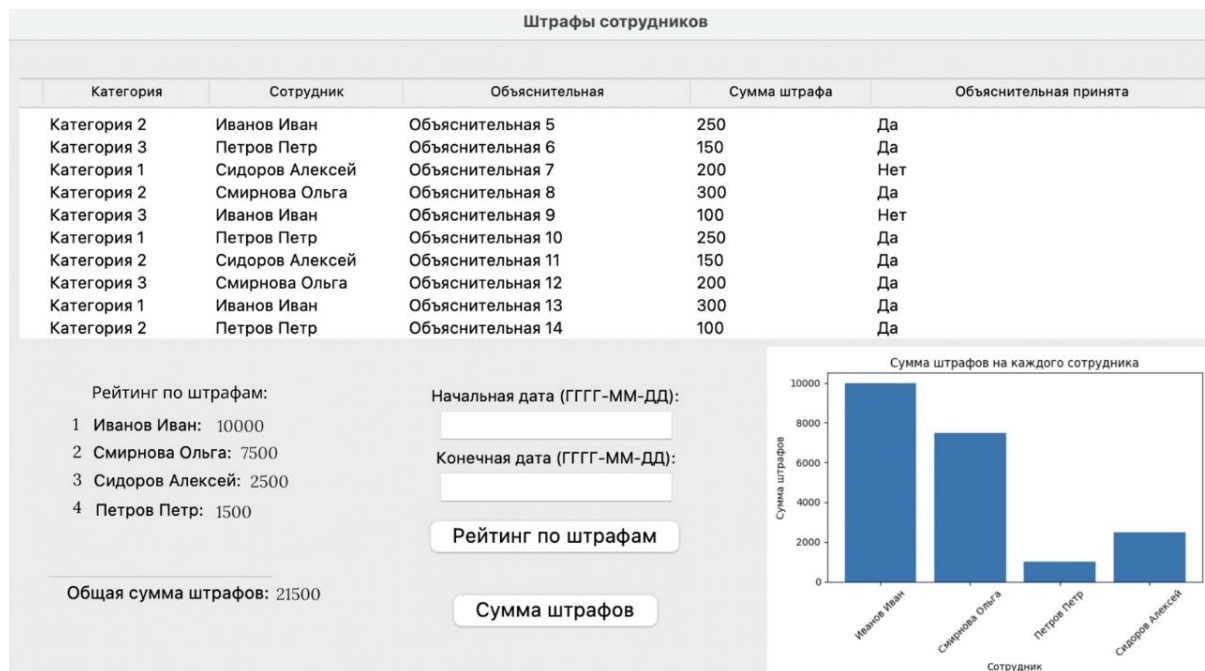 Штрафы сотрудников
Категория Сотрудник Объяснительная Сумма штрафа Объяснительная принята
Категория 2 Иванов Иван Объяснительная 5 250 Да
Категория 3 Петров Петр Объяснительная 6 150 Да
Категория 1 Сидоров Алексей Объяснительная 7 200 Нет
Категория 2 Смирнова Ольга Объяснительная 8 300 Да
Категория 3 Иванов Иван Объяснительная 9 100 Нет
Категория 1 Петров Петр Объяснительная 10 250 Да
Категория 2 Сидоров Алексей Объяснительная 11 150 Да
Категория 3 Смирнова Ольга Объяснительная 12 200 Да
Категория 1 Иванов Иван Объяснительная 13 300 Да
Категория 2 Петров Петр Объяснительная 14 100 Да
Рейтинг по штрафам:
1 Иванов Иван: 10000
2 Смирнова Ольга: 7500
3 Сидоров Алексей: 2500
4 Петров Петр: 1500
Общая сумма штрафов: 21500
Начальная дата (ГГГГ-ММ-ДД):
Конечная дата (ГГГГ-ММ-ДД):
Рейтинг по штрафам
Сумма штрафов
Сумма штрафов на каждого сотрудника
Сумма штрафов
10000
8000
6000
4000
2000
0
Иванов Иван
Смирнова Ольга
Петров Петр
Сидоров Алексей
Сотрудник